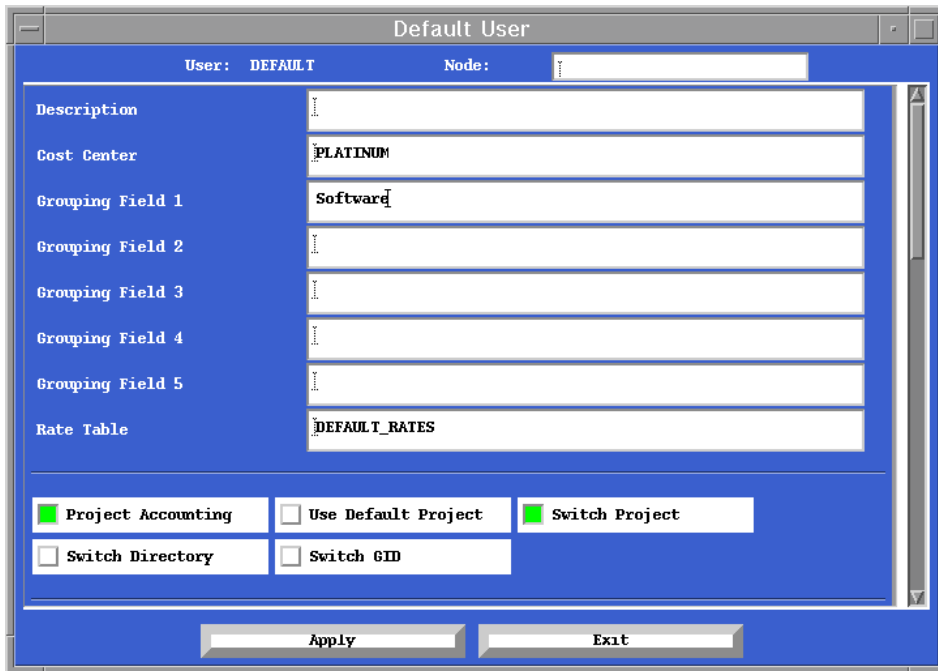 Default User
User: DEFAULT Node:
Description
Cost Center PLATINUM
Grouping Field 1 Software
Grouping Field 2
Grouping Field 3
Grouping Field 4
Grouping Field 5
Rate Table DEFAULT_RATES
Project Accounting Use Default Project Switch Project
Switch Directory Switch GID
Apply Exit